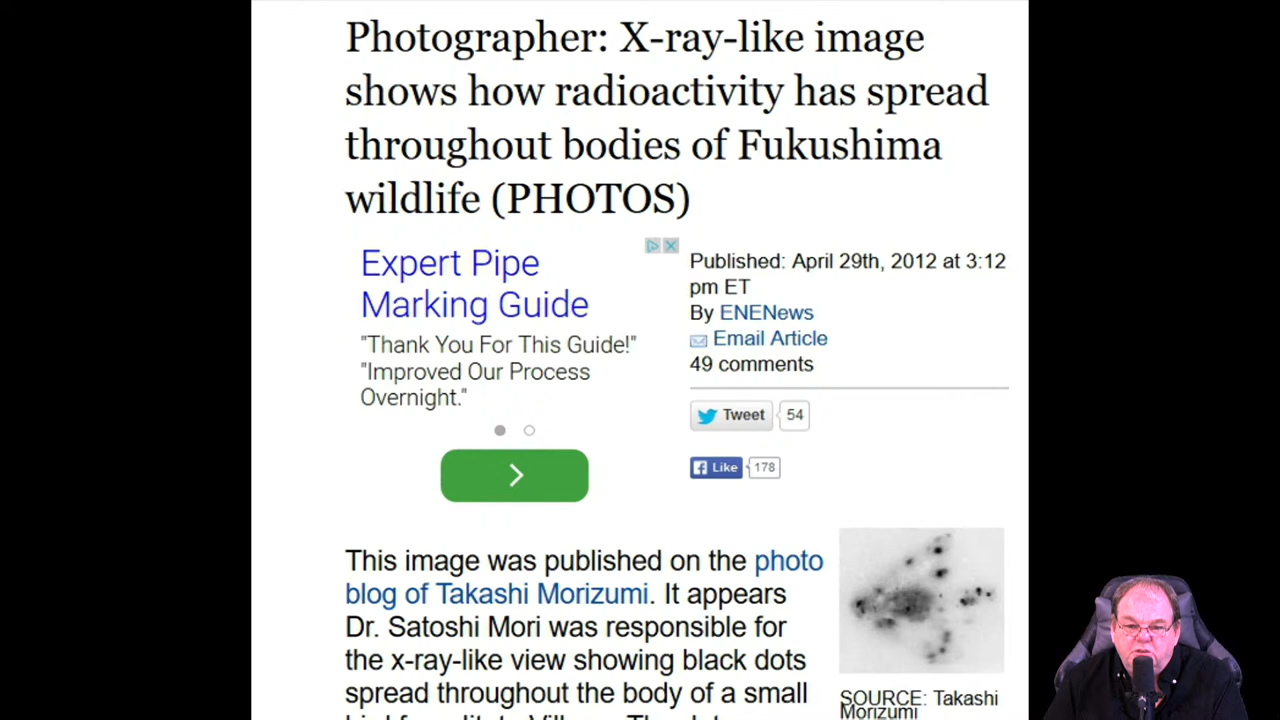 Photographer: X-ray-like image
shows how radioactivity has spread
throughout bodies of Fukushima
wildlife (PHOTOS)
Expert Pipe
Marking Guide
"Thank You For This Guide!"
"Improved Our Process
Overnight."
Published: April 29th, 2012 at 3:12
pm ET
By ENENews
Email Article
49 comments
Tweet 54
Like 178
This image was published on the photo
blog of Takashi Morizumi. It appears
Dr. Satoshi Mori was responsible for
the x-ray-like view showing black dots
spread throughout the body of a small
SOURCE: Takashi
Morizumi